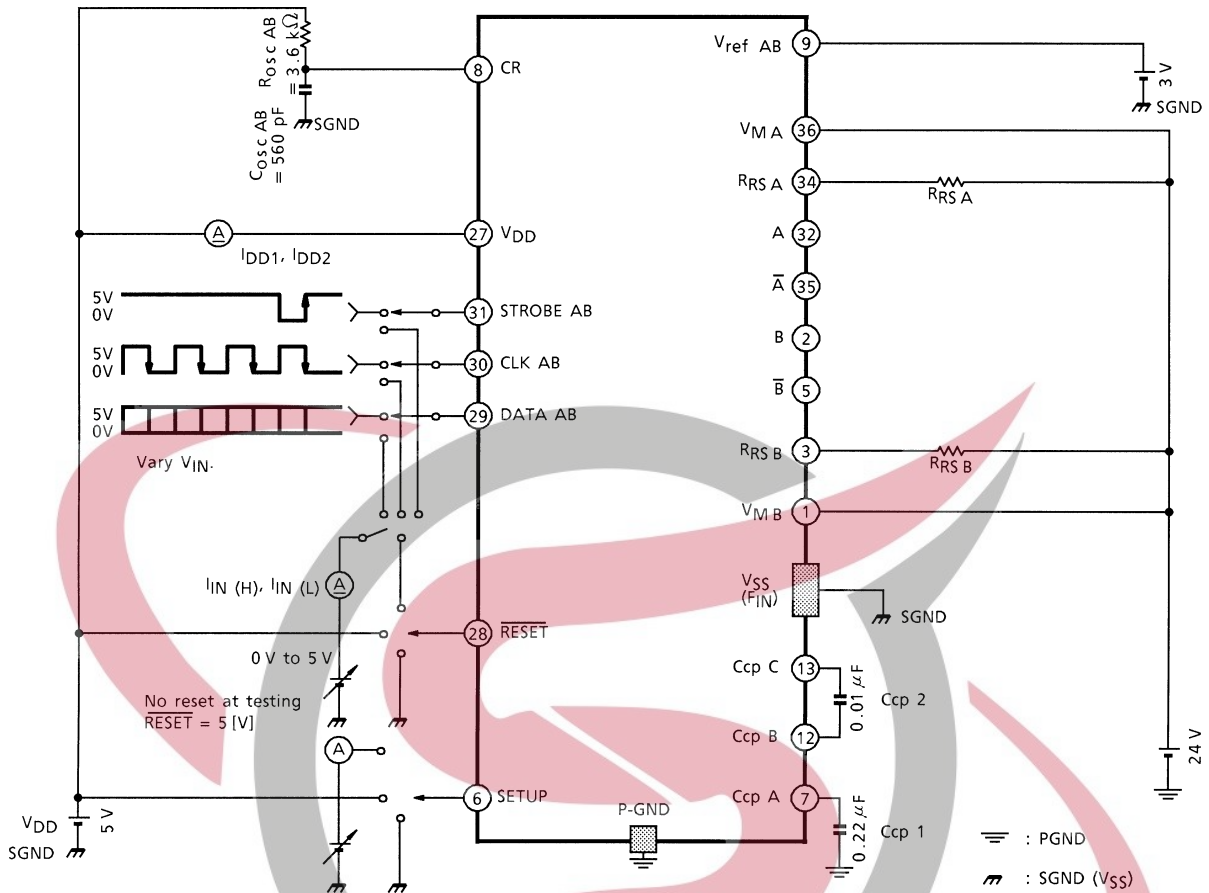 Rosc AB
= 3.6 kΩ
Cosc AB
= 560 pF
SGND
8 CR
A
IDD1, IDD2
27 VDD
5V
0V
31 STROBE AB
5V
0V
30 CLK AB
5V
0V
29 DATA AB
Vary VIN.
IIN (H), IIN (L) A
28 R̅E̅S̅E̅T̅
0 V to 5 V
No reset at testing
R̅E̅S̅E̅T̅ = 5 [V]
A
6 SETUP
VDD
5 V
SGND
P-GND
Vref AB 9
3 V
SGND
VM A 36
RRS A 34
RRS A
A 32
A̅ 35
B 2
B̅ 5
RRS B 3
RRS B
VM B 1
VSS
(FIN)
SGND
Ccp C 13
0.01 μF
Ccp 2
Ccp B 12
Ccp A 7
0.22 μF
Ccp 1
24 V
: PGND
: SGND (VSS)